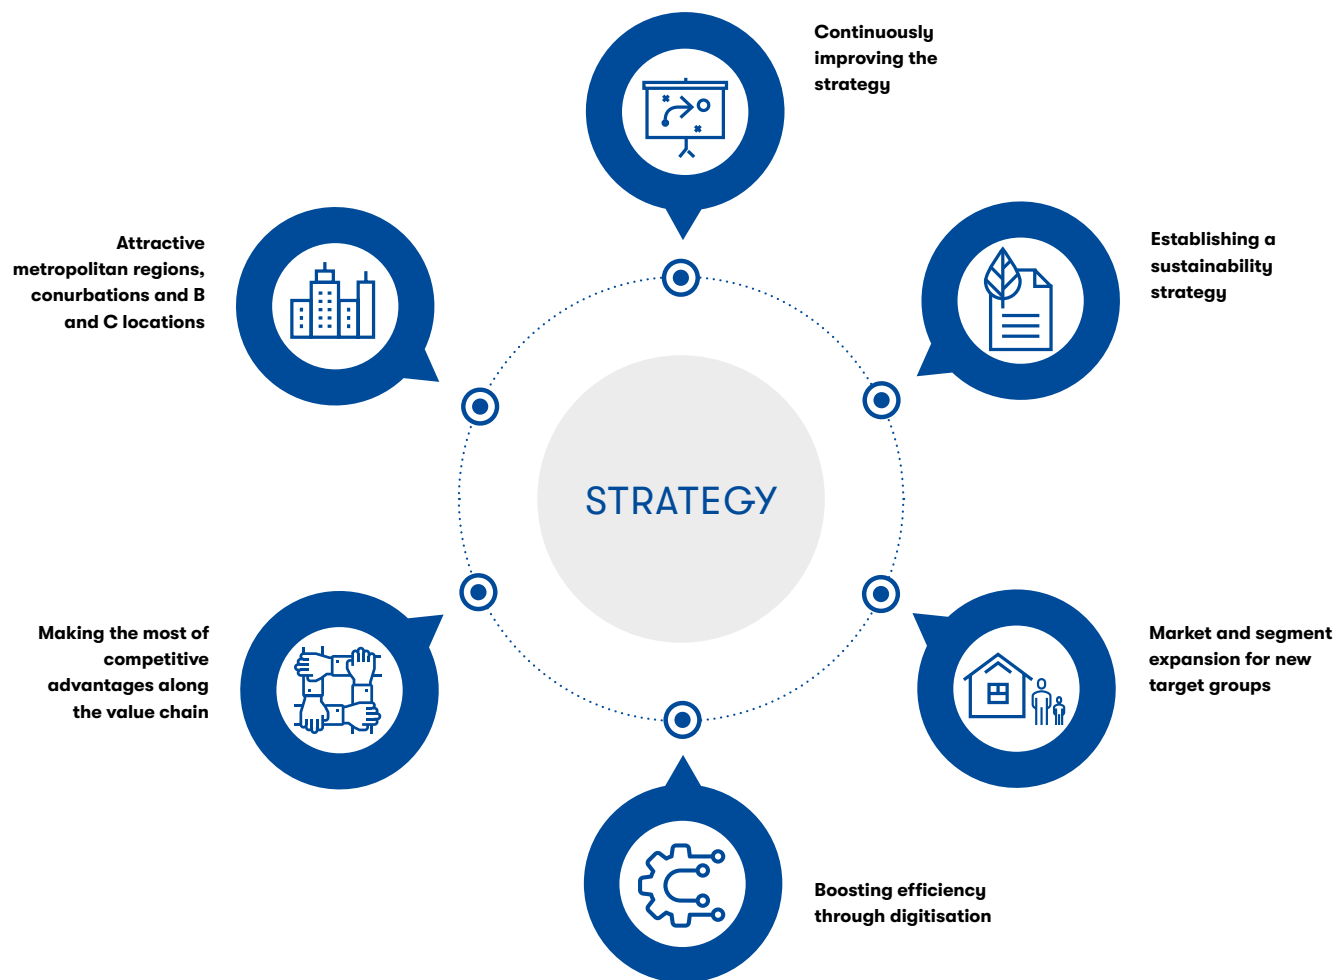 Continuously
improving the
strategy
Establishing a
sustainability
strategy
Attractive
metropolitan regions,
conurbations and B
and C locations
STRATEGY
Making the most of
competitive
advantages along
the value chain
Market and segment
expansion for new
target groups
Boosting efficiency
through digitisation